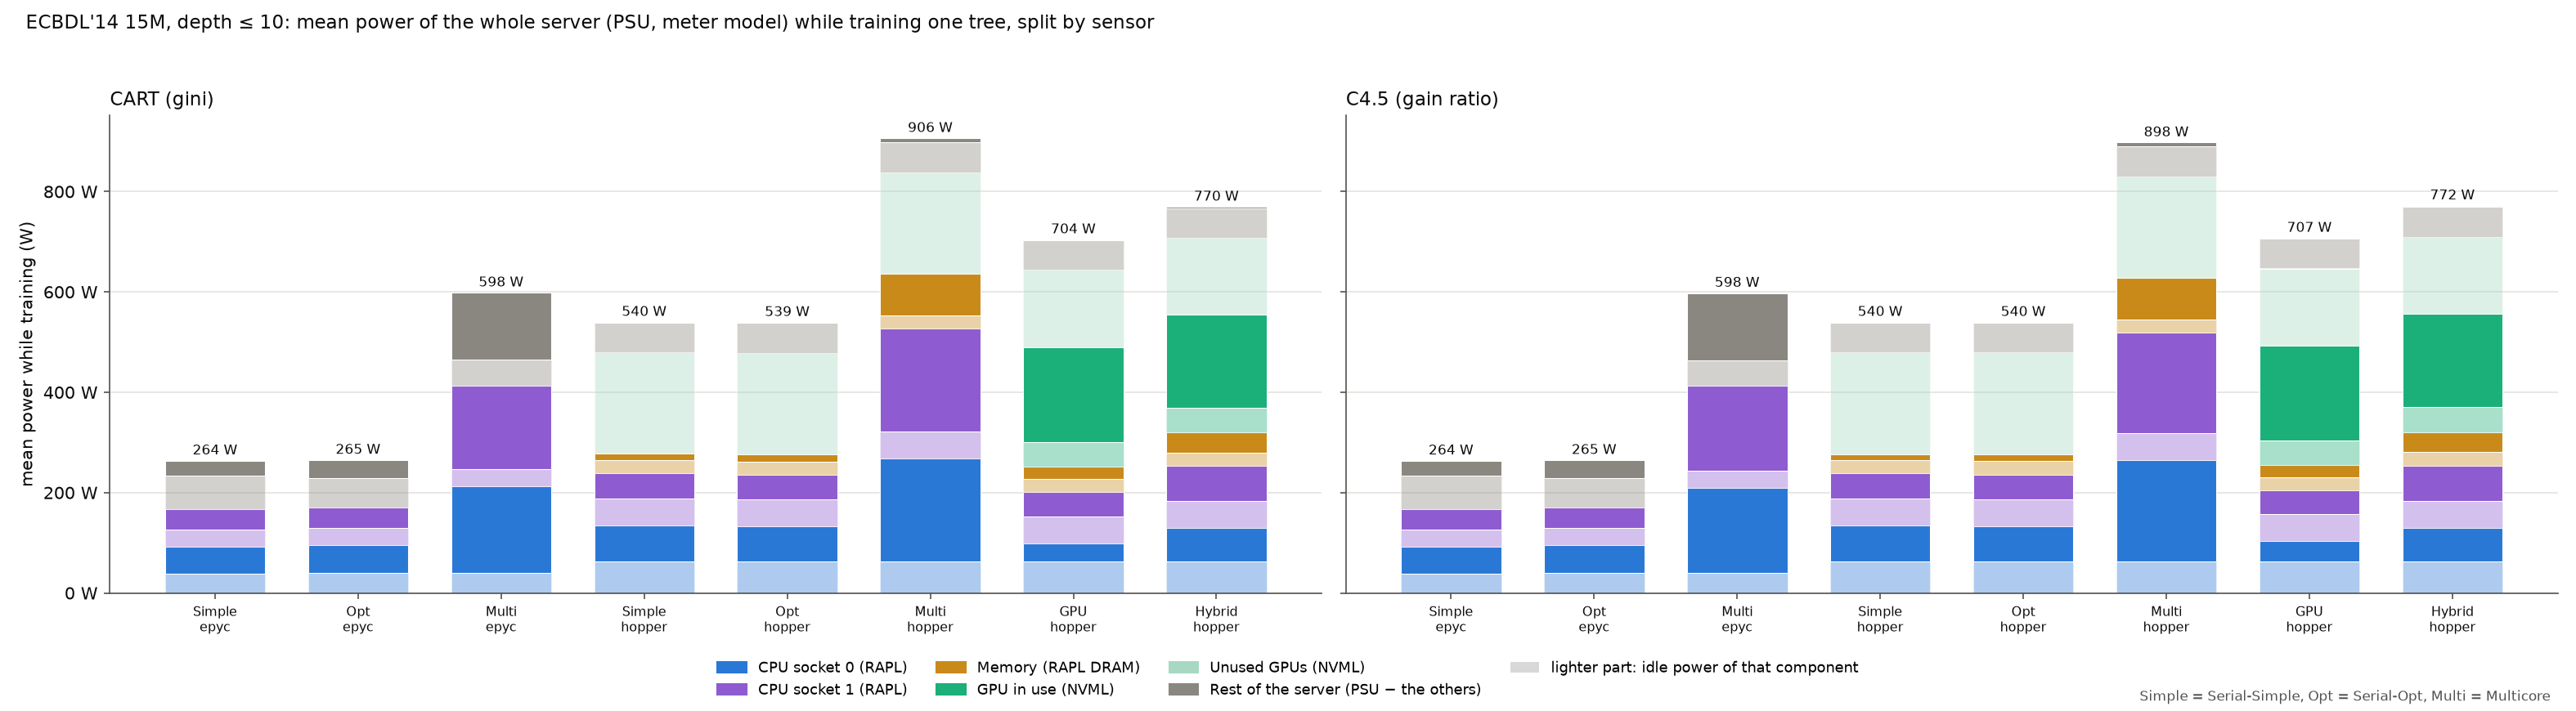 ECBDL'14 15M, depth ≤ 10: mean power of the whole server (PSU, meter model) while training one tree, split by sensor
CART (gini)
mean power while training (W)
800 W
600 W
400 W
200 W
0 W
264 W
265 W
598 W
540 W
539 W
906 W
704 W
770 W
Simple
epyc
Opt
epyc
Multi
epyc
Simple
hopper
Opt
hopper
Multi
hopper
GPU
hopper
Hybrid
hopper
C4.5 (gain ratio)
264 W
265 W
598 W
540 W
540 W
898 W
707 W
772 W
Simple
epyc
Opt
epyc
Multi
epyc
Simple
hopper
Opt
hopper
Multi
hopper
GPU
hopper
Hybrid
hopper
CPU socket 0 (RAPL)
CPU socket 1 (RAPL)
Memory (RAPL DRAM)
GPU in use (NVML)
Unused GPUs (NVML)
Rest of the server (PSU − the others)
lighter part: idle power of that component
Simple = Serial-Simple, Opt = Serial-Opt, Multi = Multicore